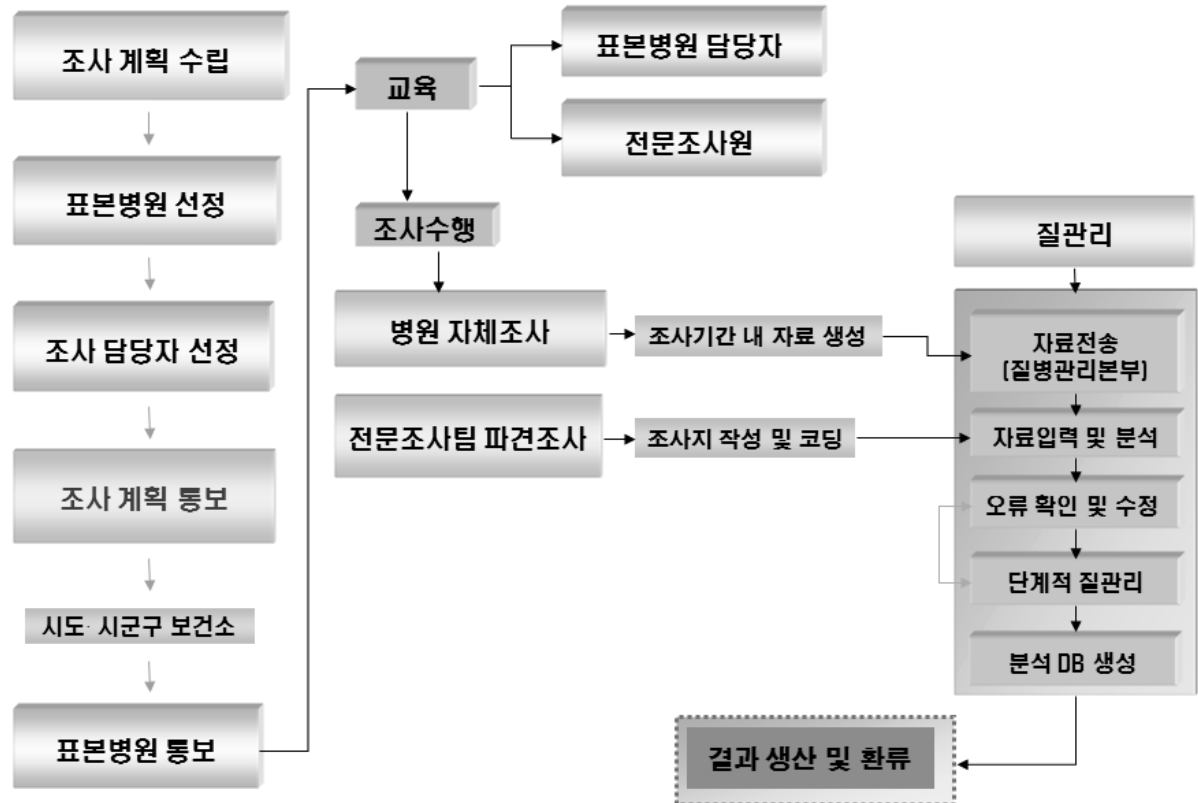 조사 계획 수립
표본병원 선정
조사 담당자 선정
조사 계획 통보
시도· 시군구 보건소
표본병원 통보
교육
표본병원 담당자
전문조사원
조사수행
병원 자체조사
조사기간 내 자료 생성
전문조사팀 파견조사
조사지 작성 및 코딩
질관리
자료전송
(질병관리본부)
자료입력 및 분석
오류 확인 및 수정
단계적 질관리
분석 DB 생성
결과 생산 및 환류